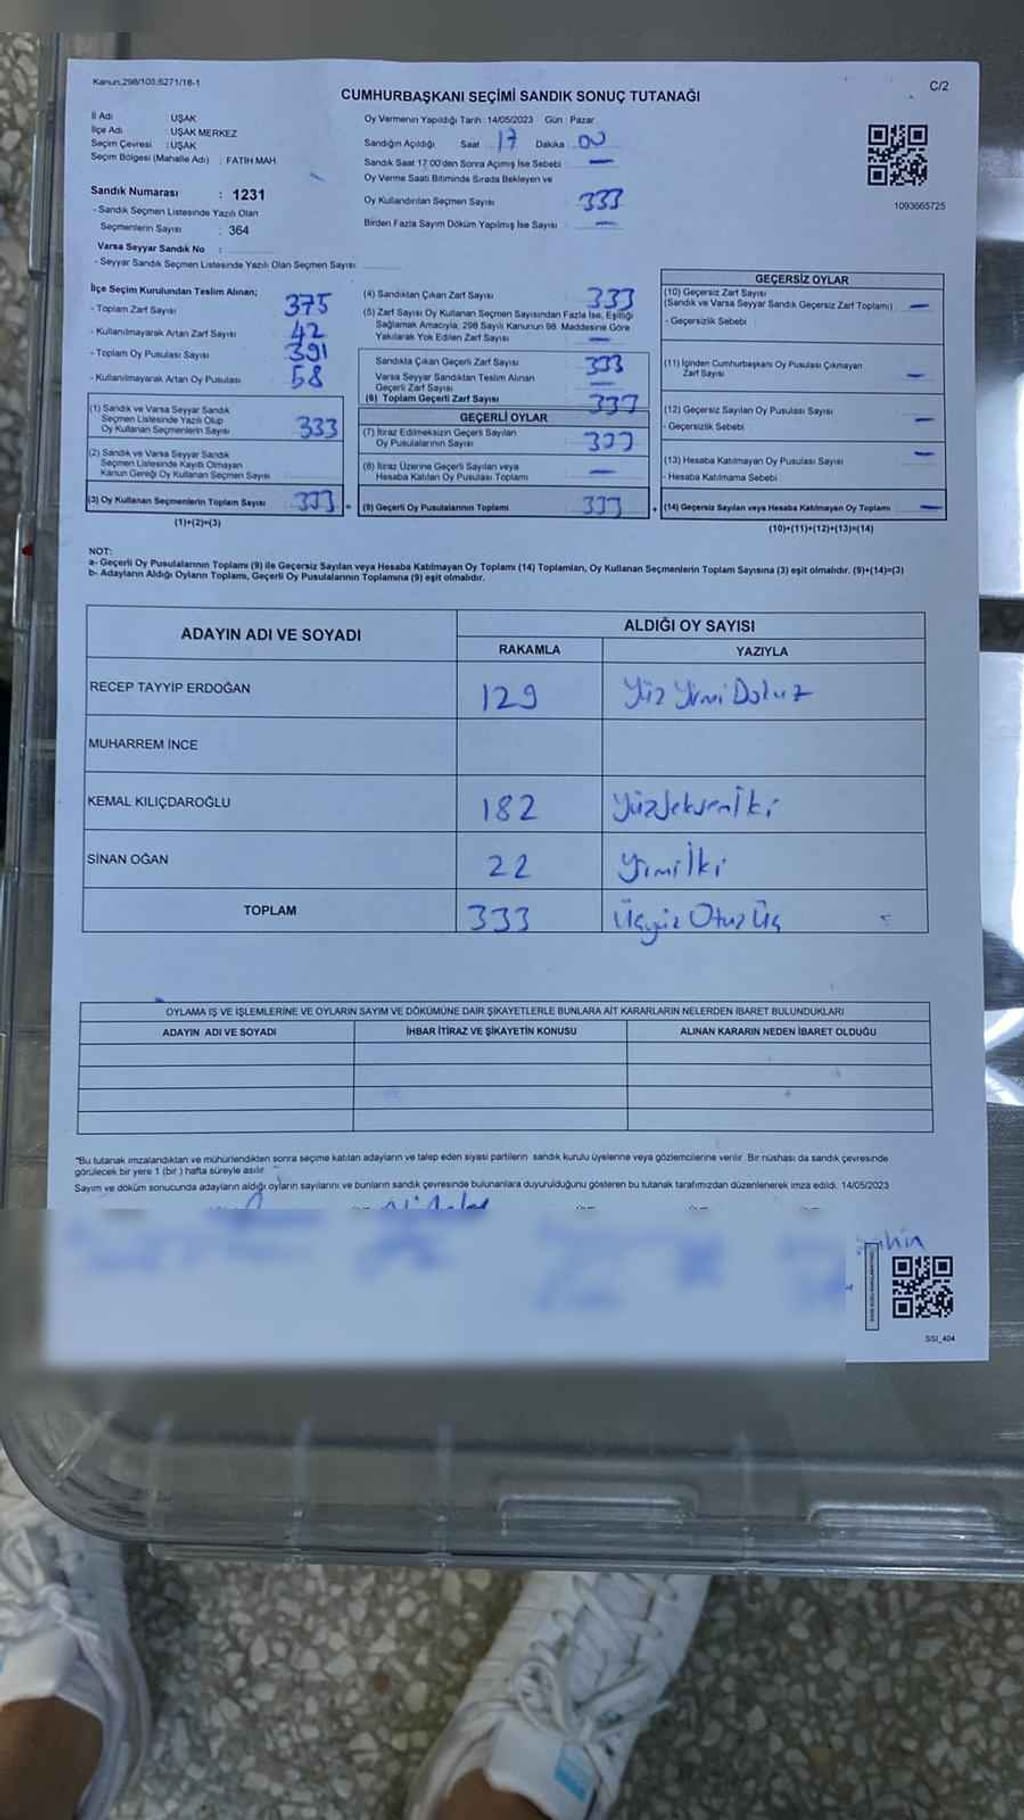 Kanun.298/103.6271/16-1
C/2
CUMHURBAŞKANI SEÇİMİ SANDIK SONUÇ TUTANAĞI
İl Adı UŞAK
İlçe Adı : UŞAK MERKEZ
Seçim Çevresi : UŞAK
Seçim Bölgesi (Mahalle Adı) : FATİH MAH.
Sandık Numarası : 1231
- Sandık Seçmen Listesinde Yazılı Olan
Seçmenlerin Sayısı : 364
Varsa Seyyar Sandık No :
- Seyyar Sandık Seçmen Listesinde Yazılı Olan Seçmen Sayısı
Oy Vermenin Yapıldığı Tarih : 14/05/2023 Gün : Pazar
Sandığın Açıldığı Saat 17 Dakika 00
Sandık Saat 17:00'den Sonra Açılmış İse Sebebi —
Oy Verme Saati Bitiminde Sırada Bekleyen ve
Oy Kullandırılan Seçmen Sayısı 333
Birden Fazla Sayım Döküm Yapılmış İse Sayısı —
1093665725
İlçe Seçim Kurulundan Teslim Alınan;
- Toplam Zarf Sayısı 375
- Kullanılmayarak Artan Zarf Sayısı 42
- Toplam Oy Pusulası Sayısı 391
- Kullanılmayarak Artan Oy Pusulası 58
(1) Sandık ve Varsa Seyyar Sandık
Seçmen Listesinde Yazılı Olup
Oy Kullanan Seçmenlerin Sayısı 333
(2) Sandık ve Varsa Seyyar Sandık
Seçmen Listesinde Kayıtlı Olmayan
Kanun Gereği Oy Kullanan Seçmen Sayısı
(3) Oy Kullanan Seçmenlerin Toplam Sayısı 333 =
(1)+(2)=(3)
(4) Sandıktan Çıkan Zarf Sayısı 333
(5) Zarf Sayısı Oy Kullanan Seçmen Sayısından Fazla İse, Eşitliği
Sağlamak Amacıyla, 298 Sayılı Kanunun 98. Maddesine Göre
Yakılarak Yok Edilen Zarf Sayısı —
Sandıkta Çıkan Geçerli Zarf Sayısı 333
Varsa Seyyar Sandıktan Teslim Alınan
Geçerli Zarf Sayısı —
(6) Toplam Geçerli Zarf Sayısı 333
GEÇERLİ OYLAR
(7) İtiraz Edilmeksizin Geçerli Sayılan
Oy Pusulalarının Sayısı 333
(8) İtiraz Üzerine Geçerli Sayılan veya
Hesaba Katılan Oy Pusulası Toplamı —
(9) Geçerli Oy Pusulalarının Toplamı 333 +
GEÇERSİZ OYLAR
(10) Geçersiz Zarf Sayısı
(Sandık ve Varsa Seyyar Sandık Geçersiz Zarf Toplamı) —
- Geçersizlik Sebebi
(11) İçinden Cumhurbaşkanı Oy Pusulası Çıkmayan
Zarf Sayısı —
(12) Geçersiz Sayılan Oy Pusulası Sayısı —
- Geçersizlik Sebebi
(13) Hesaba Katılmayan Oy Pusulası Sayısı —
- Hesaba Katılmama Sebebi
(14) Geçersiz Sayılan veya Hesaba Katılmayan Oy Toplamı —
(10)+(11)+(12)+(13)=(14)
NOT:
a- Geçerli Oy Pusulalarının Toplamı (9) ile Geçersiz Sayılan veya Hesaba Katılmayan Oy Toplamı (14) Toplamları, Oy Kullanan Seçmenlerin Toplam Sayısına (3) eşit olmalıdır. (9)+(14)=(3)
b- Adayların Aldığı Oyların Toplamı, Geçerli Oy Pusulalarının Toplamına (9) eşit olmalıdır.
ADAYIN ADI VE SOYADI
ALDIĞI OY SAYISI
RAKAMLA YAZIYLA
RECEP TAYYİP ERDOĞAN 129 Yüz Yirmi Dokuz
MUHARREM İNCE
KEMAL KILIÇDAROĞLU 182 Yüzseksenİki
SİNAN OĞAN 22 Yirmi İki
TOPLAM 333 Üçyüz Otuz Üç
OYLAMA İŞ VE İŞLEMLERİNE VE OYLARIN SAYIM VE DÖKÜMÜNE DAİR ŞİKAYETLERLE BUNLARA AİT KARARLARIN NELERDEN İBARET BULUNDUKLARI
ADAYIN ADI VE SOYADI İHBAR İTİRAZ VE ŞİKAYETİN KONUSU ALINAN KARARIN NEDEN İBARET OLDUĞU
"Bu tutanak imzalandıktan ve mühürlendikten sonra seçime katılan adayların ve talep eden siyasi partilerin sandık kurulu üyelerine veya gözlemcilerine verilir. Bir nüshası da sandık çevresinde
görülecek bir yere 1 (bir ) hafta süreyle asılır.
Sayım ve döküm sonucunda adayların aldığı oyların sayılarını ve bunların sandık çevresinde bulunanlara duyurulduğunu gösteren bu tutanak tarafımızdan düzenlenerek imza edildi. 14/05/2023
SSI_404